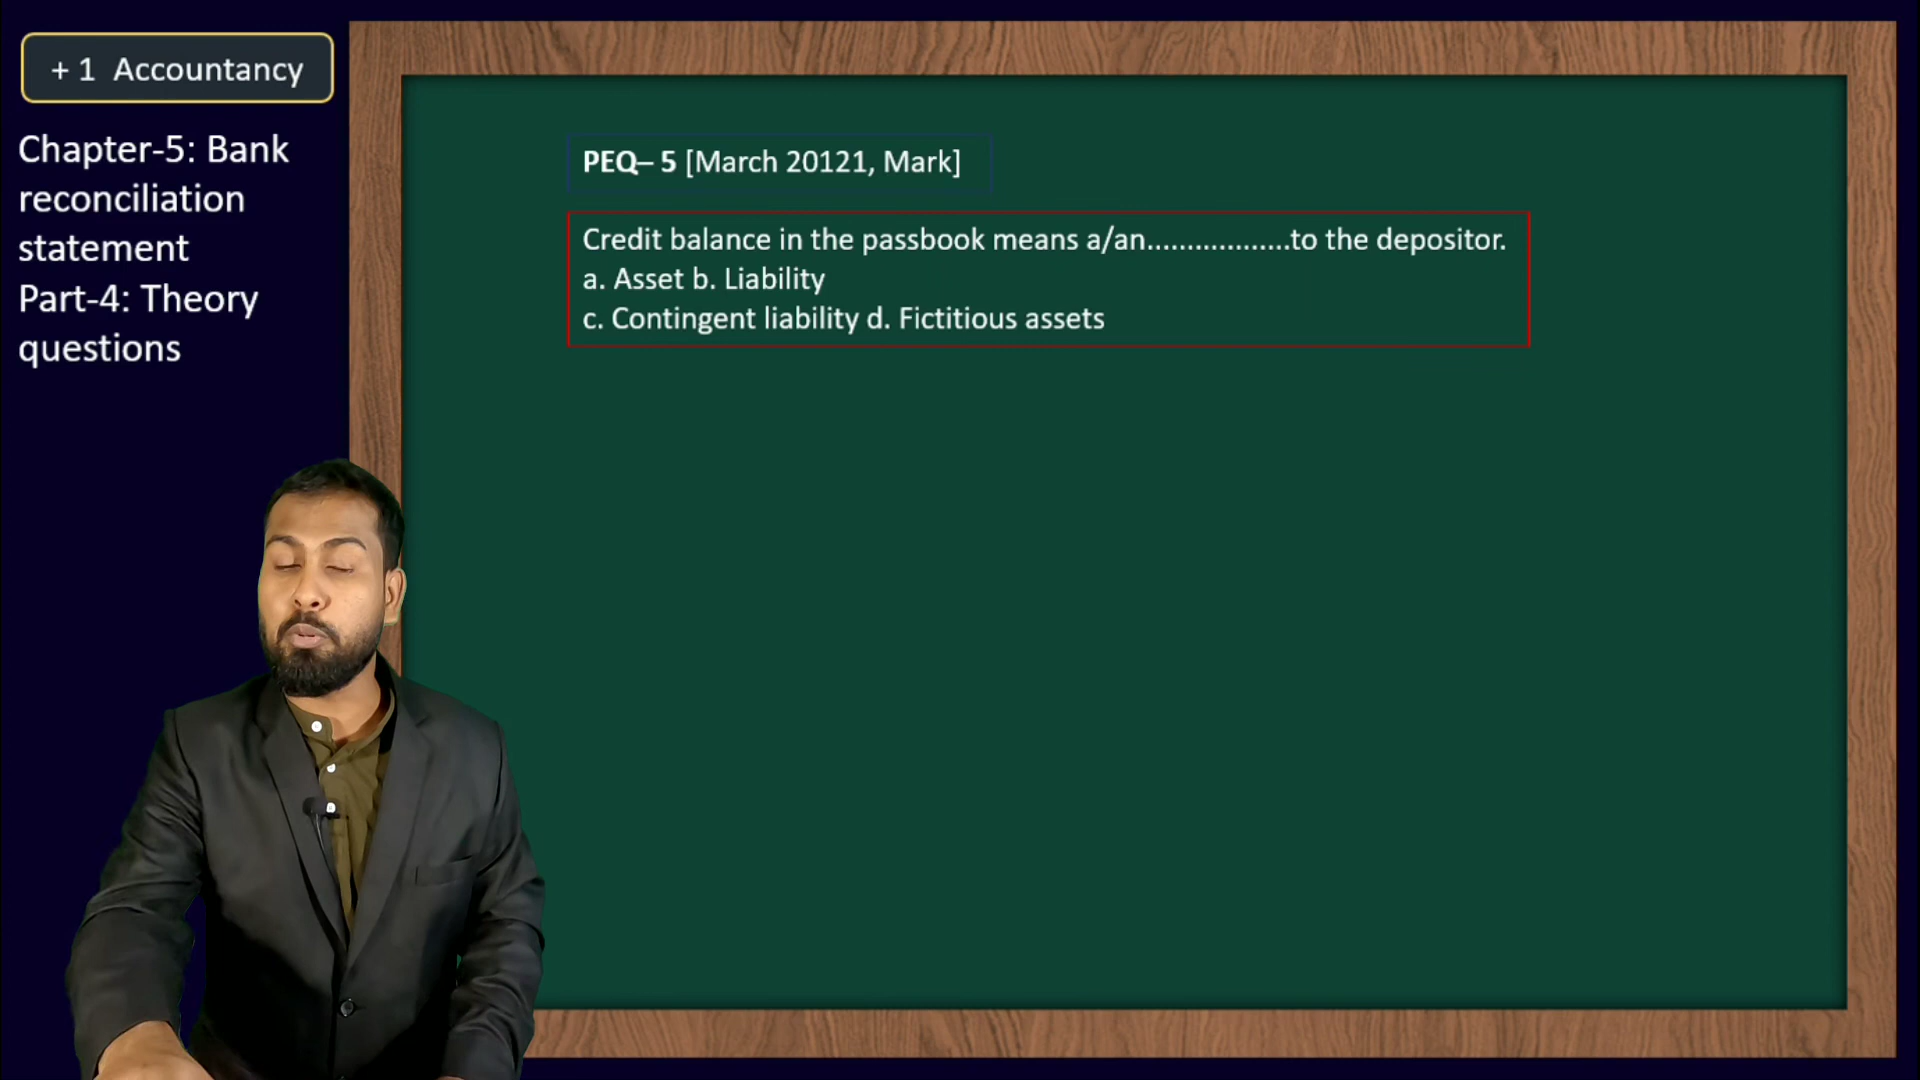 + 1 Accountancy
Chapter-5: Bank
reconciliation
statement
Part-4: Theory
questions
PEQ– 5 [March 20121, Mark]
Credit balance in the passbook means a/an..................to the depositor.
a. Asset b. Liability
c. Contingent liability d. Fictitious assets